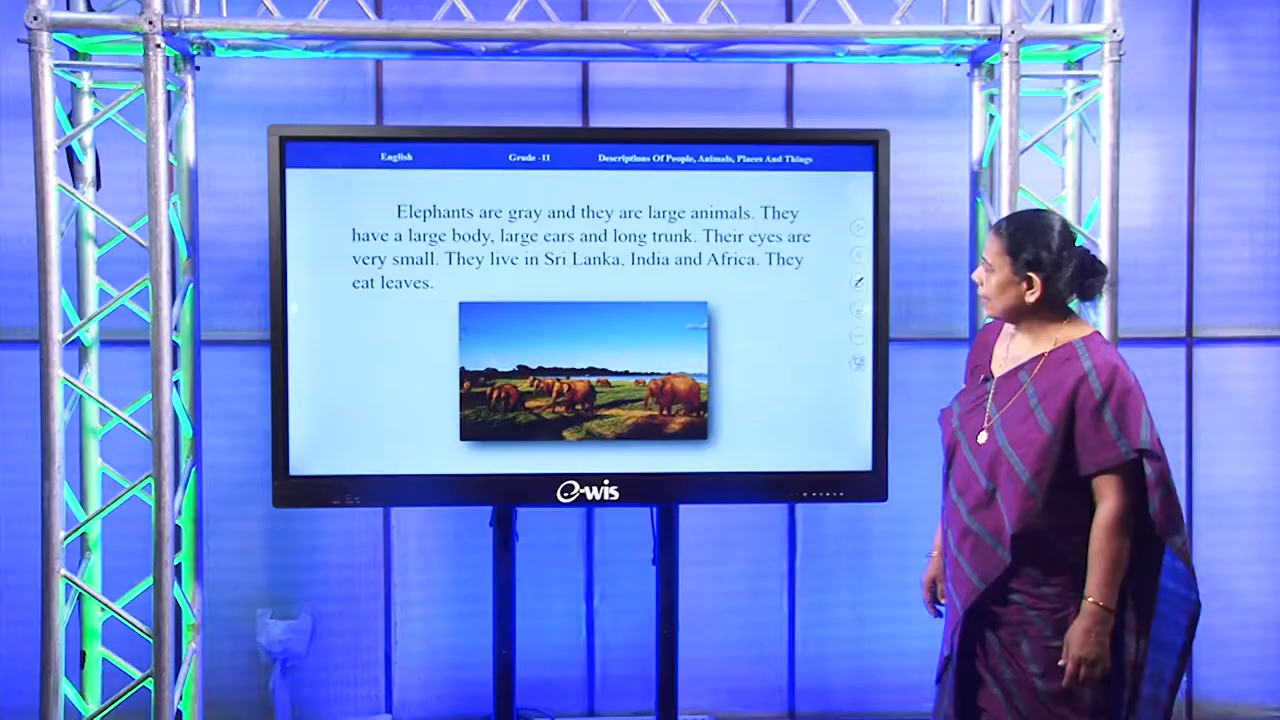 English Grade -11 Descriptions Of People, Animals, Places And Things
Elephants are gray and they are large animals. They
have a large body, large ears and long trunk. Their eyes are
very small. They live in Sri Lanka, India and Africa. They
eat leaves.
e-wis